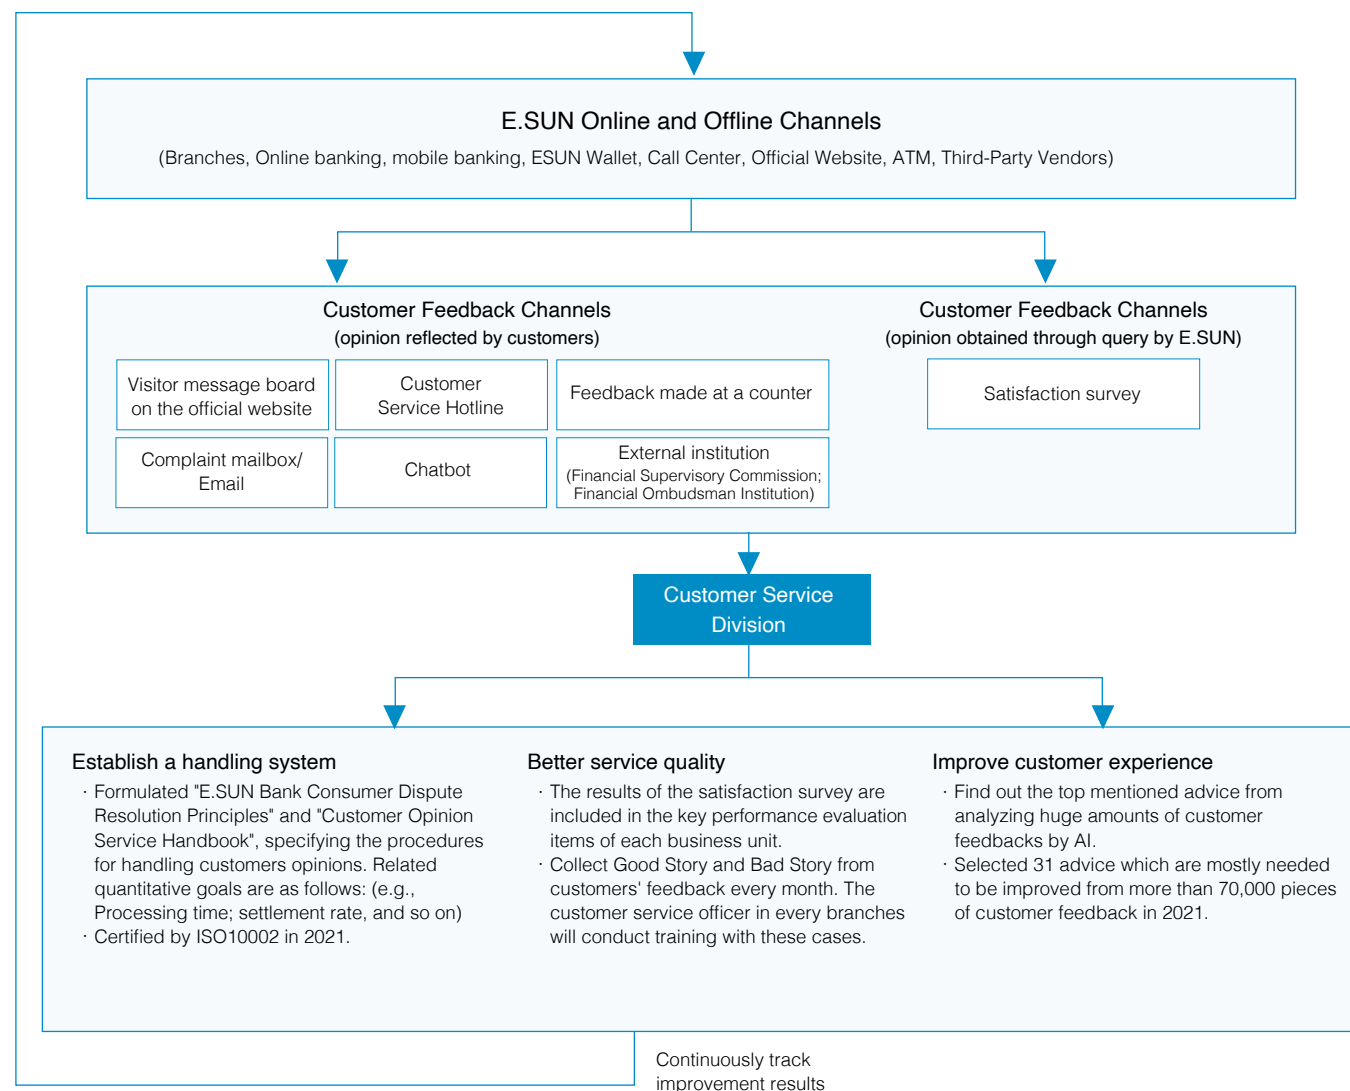 E.SUN Online and Offline Channels
(Branches, Online banking, mobile banking, ESUN Wallet, Call Center, Official Website, ATM, Third-Party Vendors)
Customer Feedback Channels
(opinion reflected by customers)
Visitor message board
on the official website
Customer
Service Hotline
Feedback made at a counter
Complaint mailbox/
Email
Chatbot
External institution
(Financial Supervisory Commission;
Financial Ombudsman Institution)
Customer Feedback Channels
(opinion obtained through query by E.SUN)
Satisfaction survey
Customer Service
Division
Establish a handling system
· Formulated "E.SUN Bank Consumer Dispute
Resolution Principles" and "Customer Opinion
Service Handbook", specifying the procedures
for handling customers opinions. Related
quantitative goals are as follows: (e.g.,
Processing time; settlement rate, and so on)
· Certified by ISO10002 in 2021.
Better service quality
· The results of the satisfaction survey are
included in the key performance evaluation
items of each business unit.
· Collect Good Story and Bad Story from
customers' feedback every month. The
customer service officer in every branches
will conduct training with these cases.
Improve customer experience
· Find out the top mentioned advice from
analyzing huge amounts of customer
feedbacks by AI.
· Selected 31 advice which are mostly needed
to be improved from more than 70,000 pieces
of customer feedback in 2021.
Continuously track
improvement results